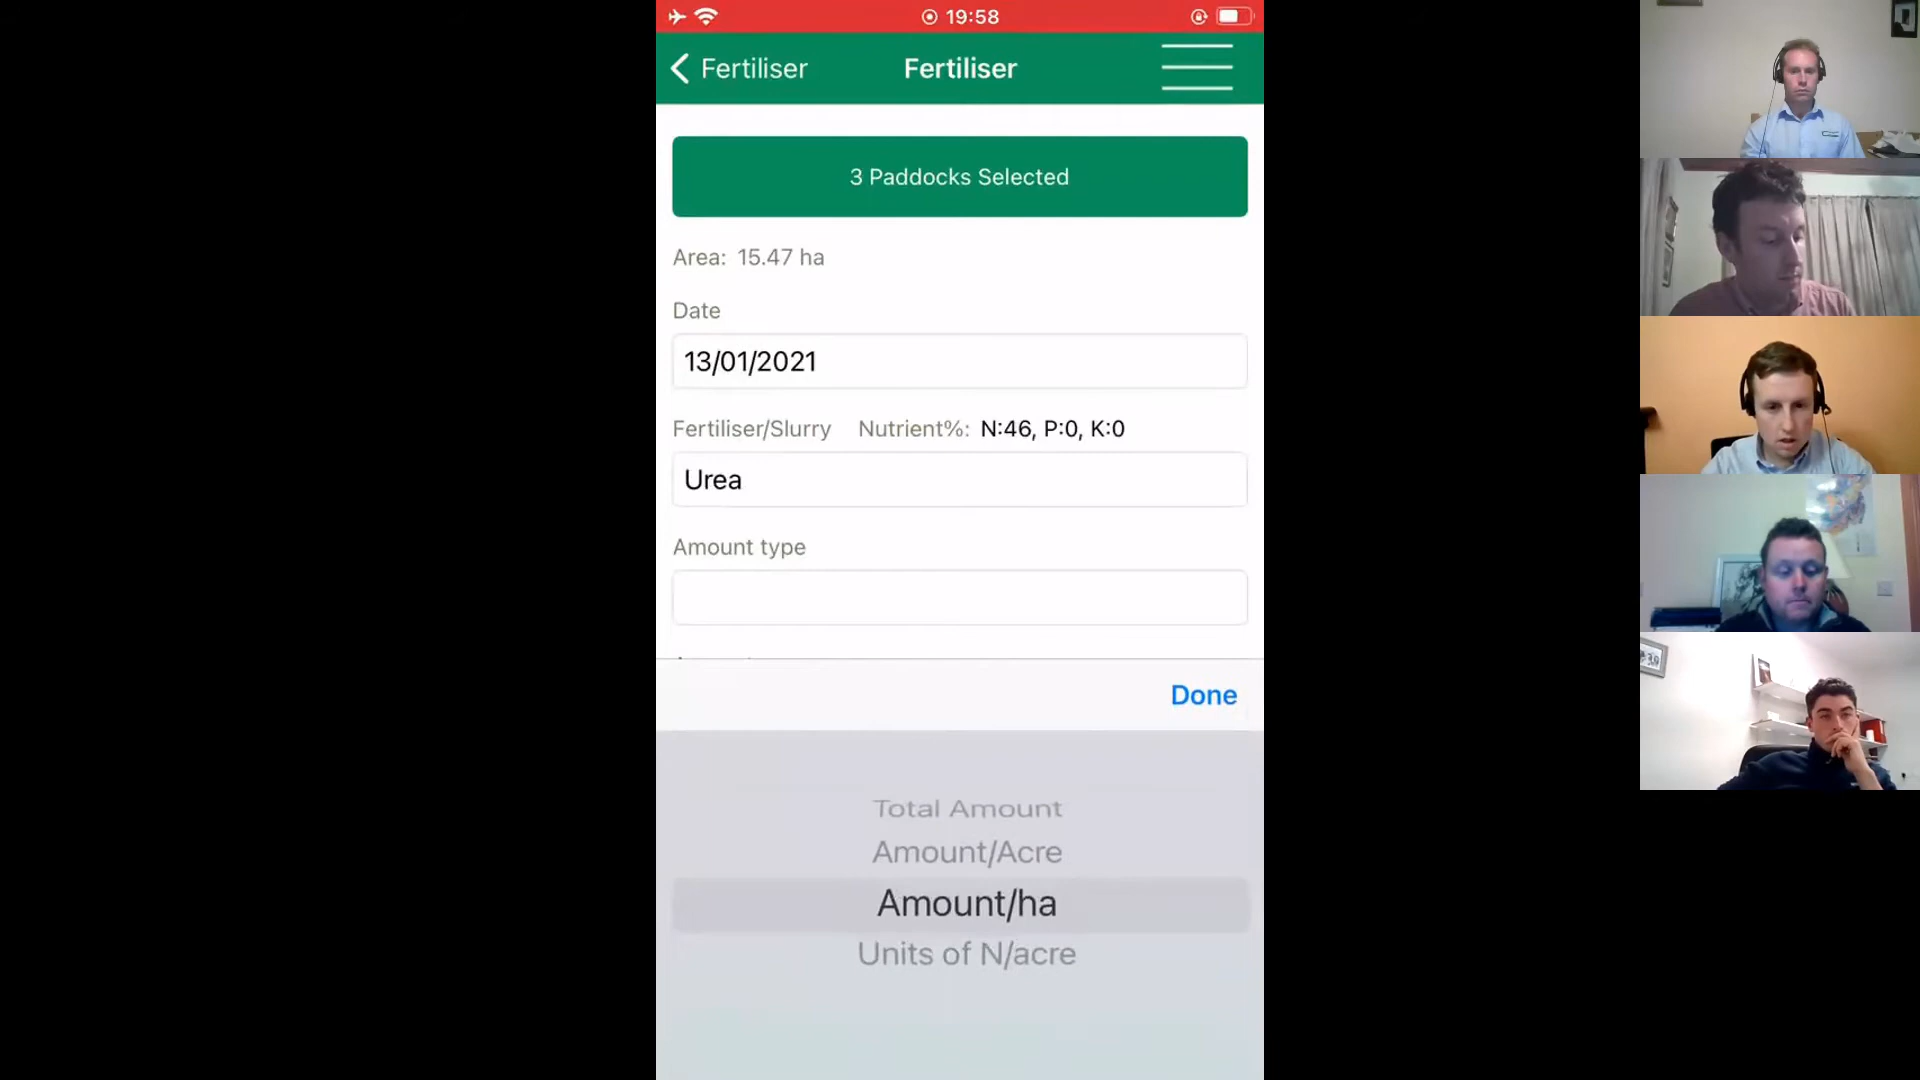 19:58
Fertiliser
Fertiliser
3 Paddocks Selected
Area: 15.47 ha
Date
13/01/2021
Fertiliser/Slurry Nutrient%: N:46, P:0, K:0
Urea
Amount type
Done
Total Amount
Amount/Acre
Amount/ha
Units of N/acre